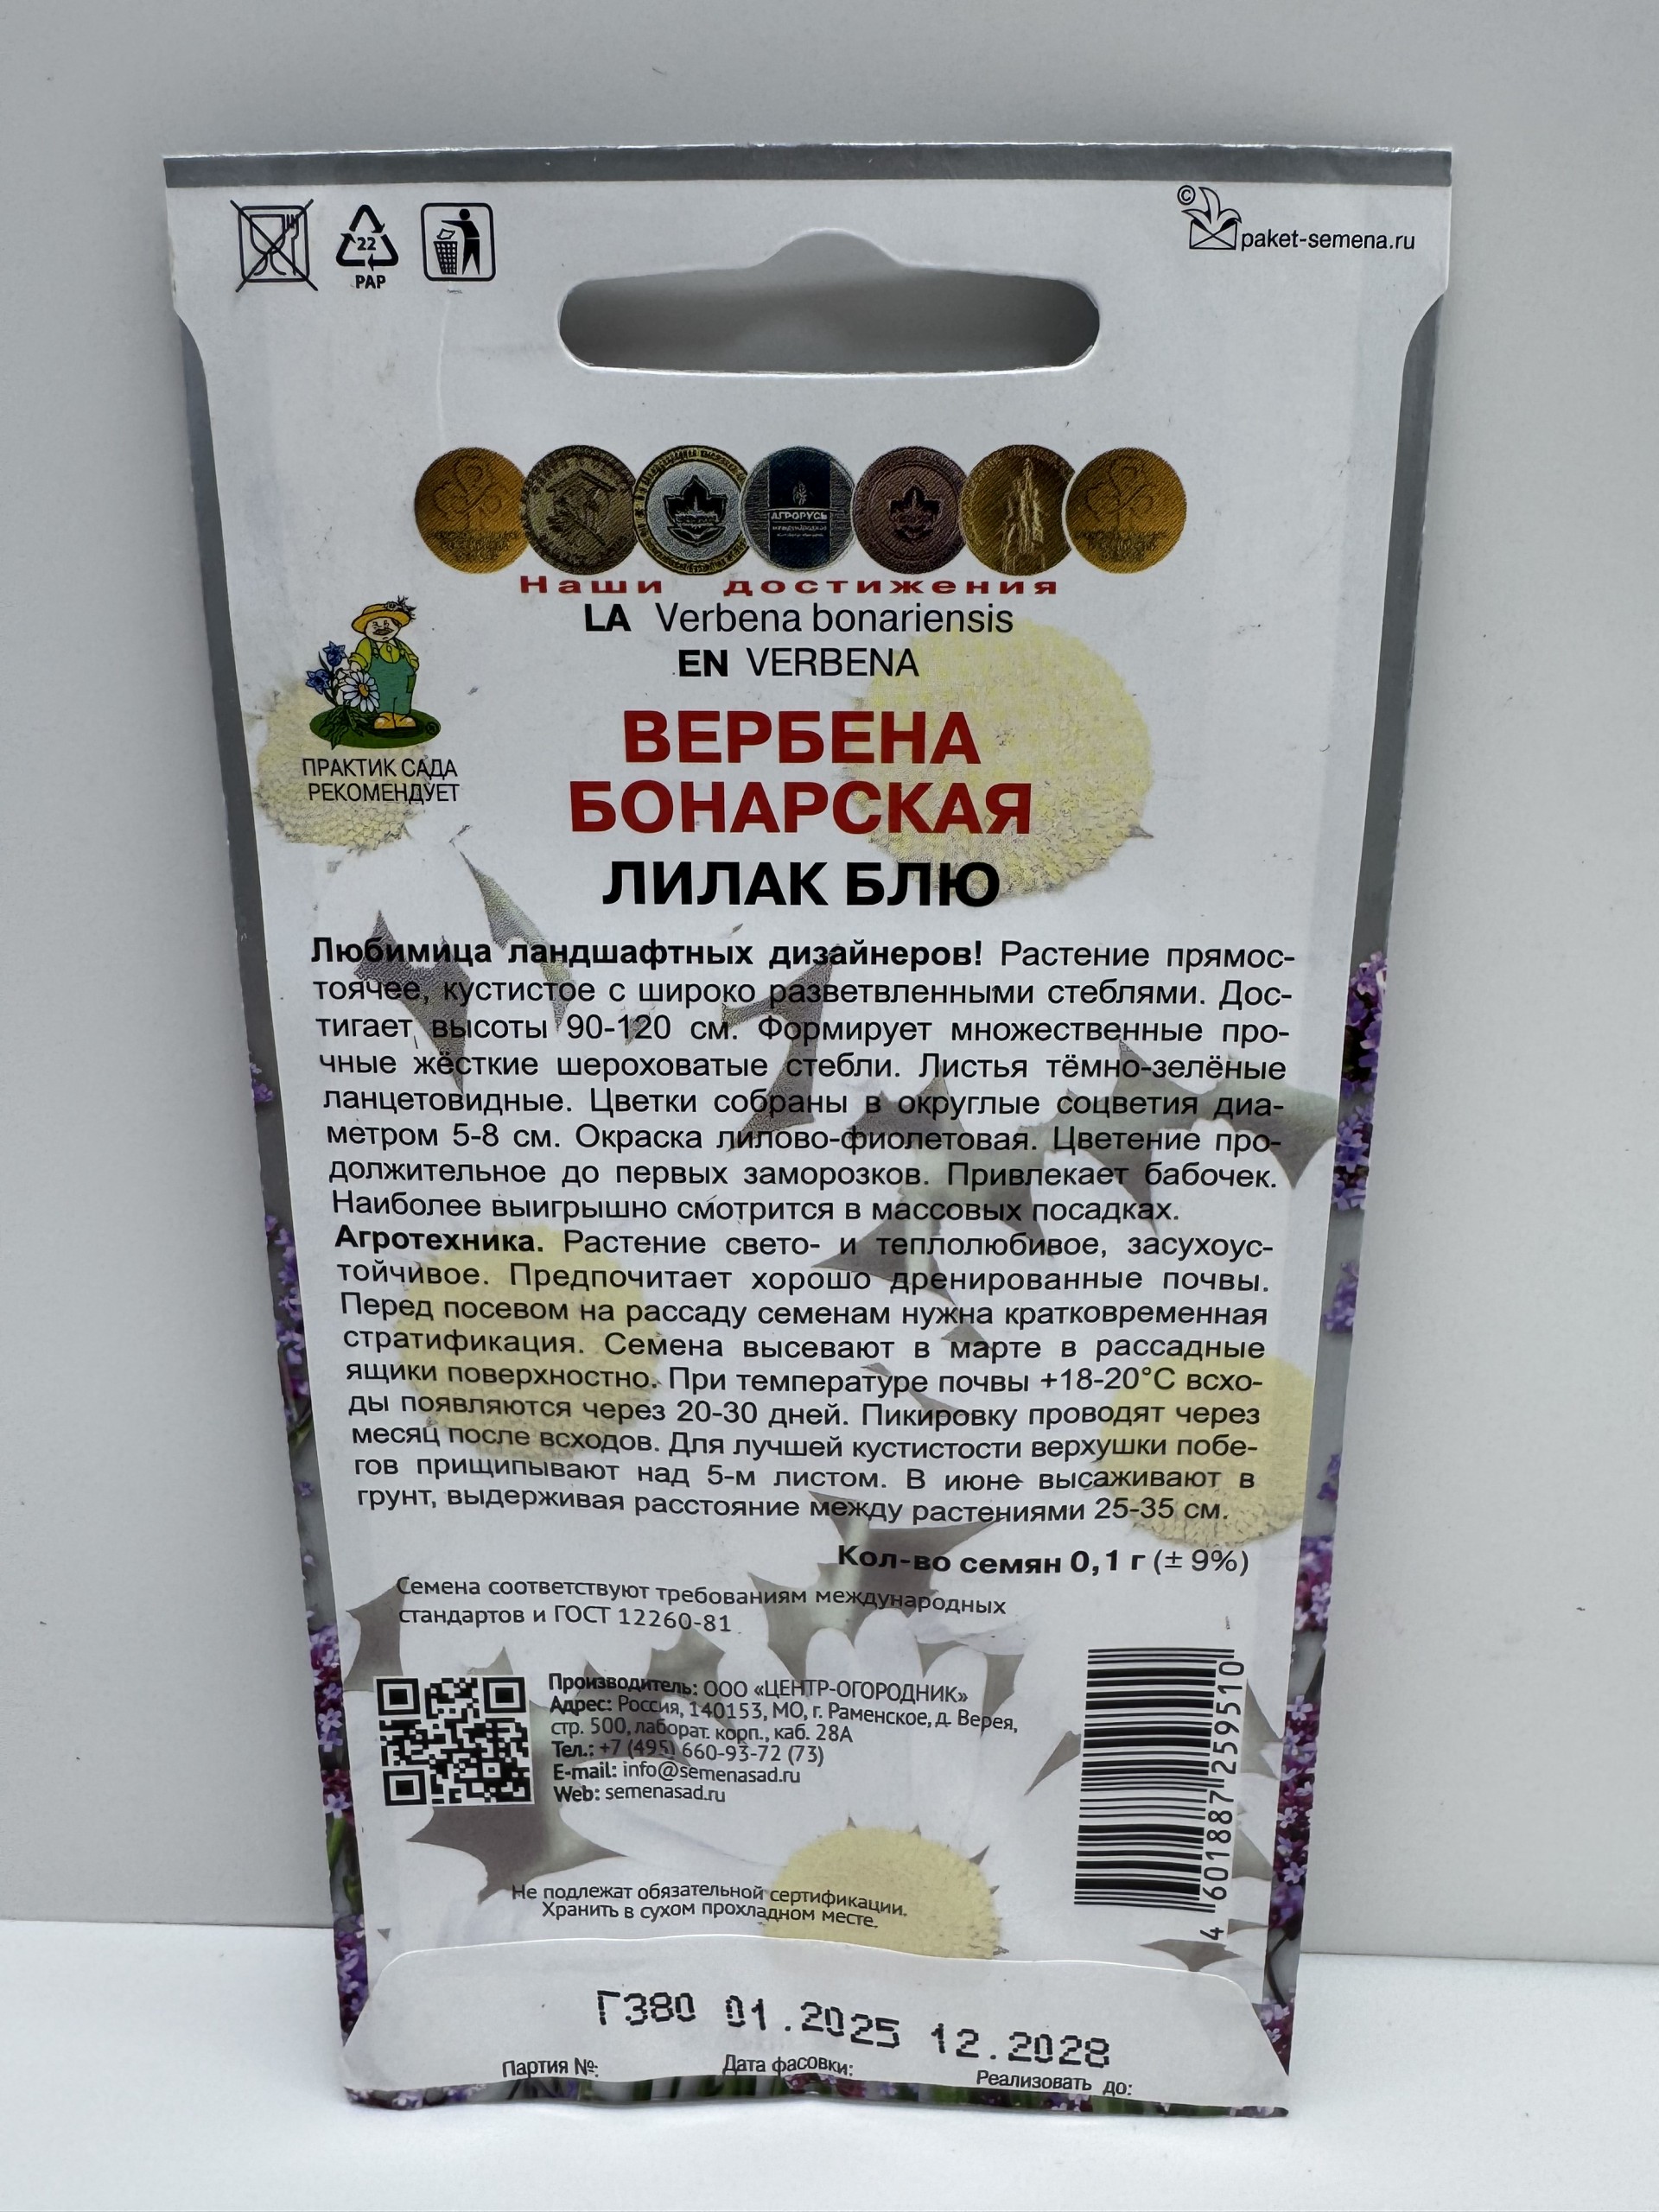 22
PAP
© paket-semena.ru
АГРОРУСЬ
Наши достижения
LA Verbena bonariensis
EN VERBENA
ПРАКТИК САДА
РЕКОМЕНДУЕТ
ВЕРБЕНА
БОНАРСКАЯ
ЛИЛАК БЛЮ
Любимица ландшафтных дизайнеров! Растение прямос-
тоячее, кустистое с широко разветвленными стеблями. Дос-
тигает высоты 90-120 см. Формирует множественные про-
чные жёсткие шероховатые стебли. Листья тёмно-зелёные
ланцетовидные. Цветки собраны в округлые соцветия диа-
метром 5-8 см. Окраска лилово-фиолетовая. Цветение про-
должительное до первых заморозков. Привлекает бабочек.
Наиболее выигрышно смотрится в массовых посадках.
Агротехника. Растение свето- и теплолюбивое, засухоус-
тойчивое. Предпочитает хорошо дренированные почвы.
Перед посевом на рассаду семенам нужна кратковременная
стратификация. Семена высевают в марте в рассадные
ящики поверхностно. При температуре почвы +18-20°С всхо-
ды появляются через 20-30 дней. Пикировку проводят через
месяц после всходов. Для лучшей кустистости верхушки побе-
гов прищипывают над 5-м листом. В июне высаживают в
грунт, выдерживая расстояние между растениями 25-35 см.
Кол-во семян 0,1 г (± 9%)
Семена соответствуют требованиям международных
стандартов и ГОСТ 12260-81
Производитель: ООО «ЦЕНТР-ОГОРОДНИК»
Адрес: Россия, 140153, МО, г. Раменское, д. Верея,
стр. 500, лаборат. корп., каб. 28А
Тел.: +7 (495) 660-93-72 (73)
E-mail: info@semenasad.ru
Web: semenasad.ru
4 601887 259510
Не подлежат обязательной сертификации.
Хранить в сухом прохладном месте.
Г380 01.2025 12.2028
Партия №: Дата фасовки: Реализовать до: